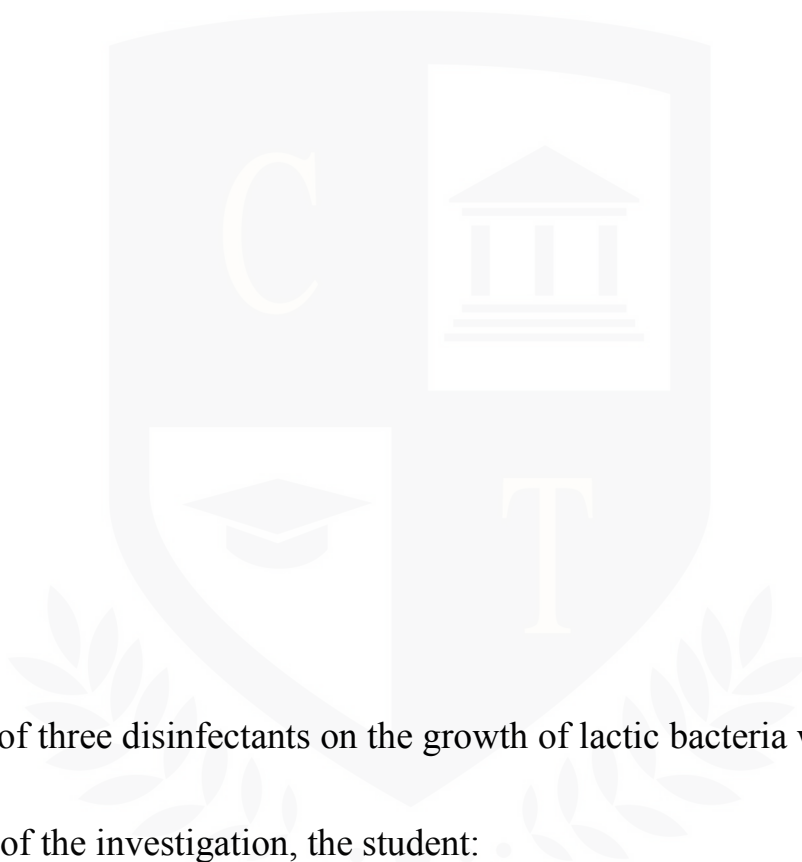 C
T
of three disinfectants on the growth of lactic bacteria
of the investigation, the student: